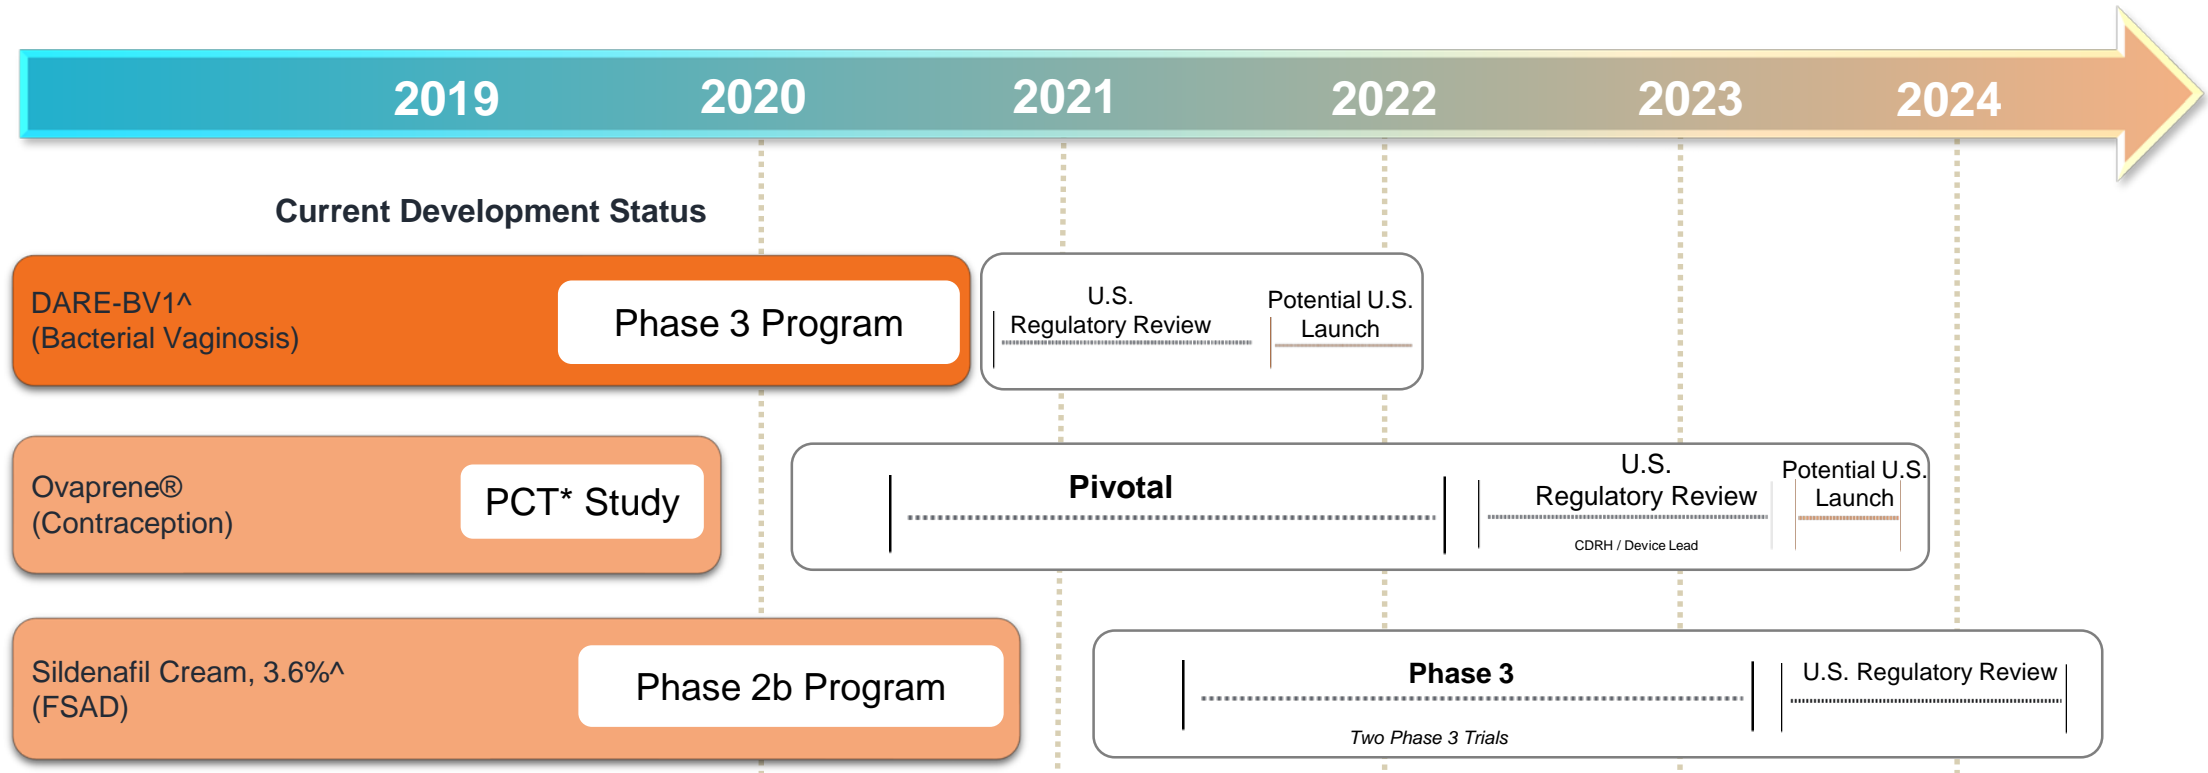 2019 2020 2021 2022 2023 2024
Current Development Status
DARE-BV1^
(Bacterial Vaginosis)
Phase 3 Program
U.S.
Regulatory Review
Potential U.S.
Launch
Ovaprene®
(Contraception)
PCT* Study
Pivotal
U.S.
Regulatory Review
CDRH / Device Lead
Potential U.S.
Launch
Sildenafil Cream, 3.6%^
(FSAD)
Phase 2b Program
Phase 3
Two Phase 3 Trials
U.S. Regulatory Review